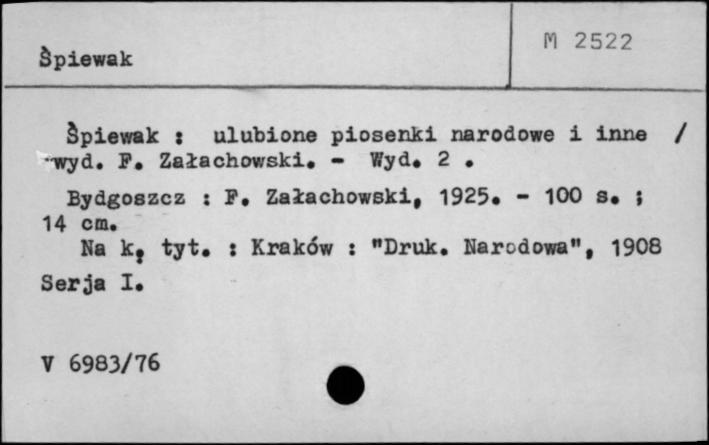 Śpiewak
M 2522
Śpiewak : ulubione piosenki narodowe i inne /
wyd. F. Załachowski. - Wyd. 2 .
Bydgoszcz : F. Załachowski, 1925. - 100 s. ;
14 cm.
Na k. tyt. : Kraków : "Druk. Narodowa", 1908
Serja I.
V 6983/76